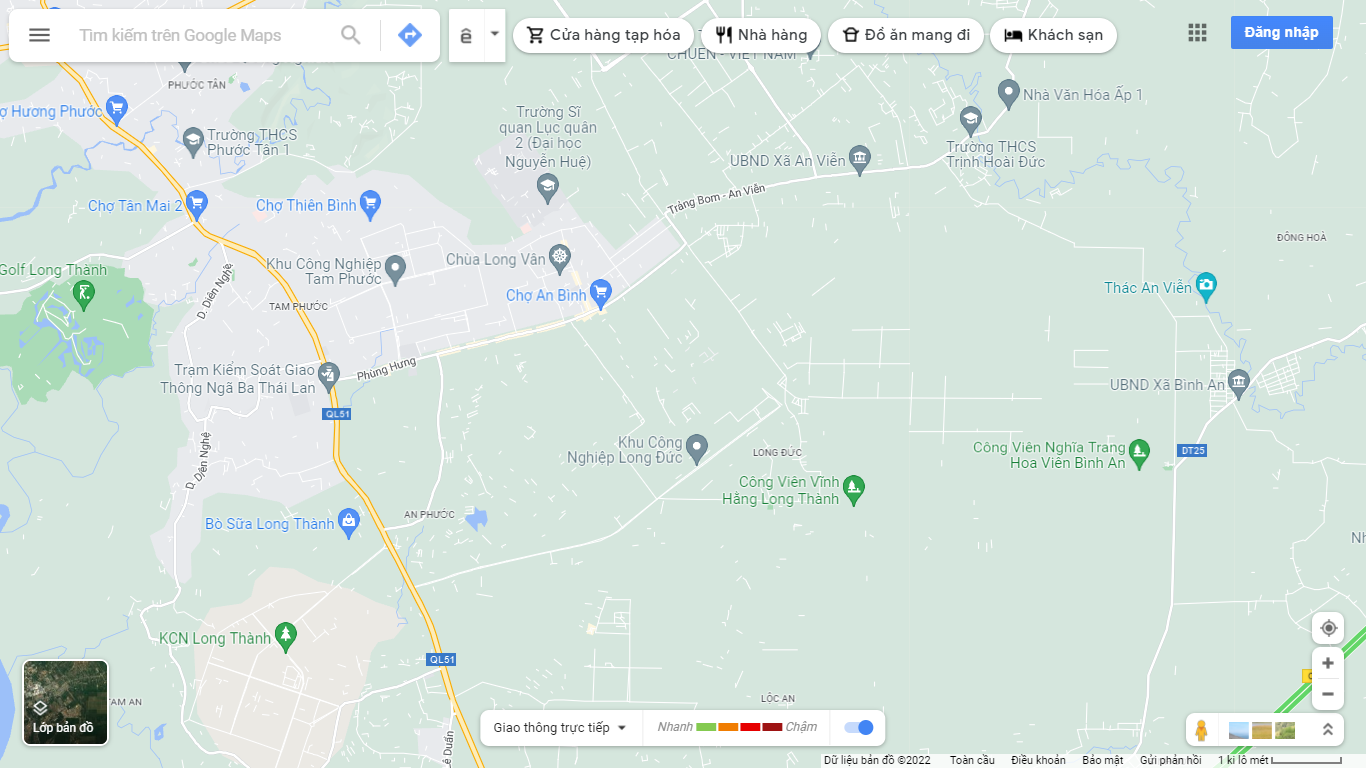 Tìm kiếm trên Google Maps
ê
Cửa hàng tạp hóa
Nhà hàng
Đồ ăn mang đi
Khách sạn
Đăng nhập
CHUẨN - VIỆT NAM
PHƯỚC TÂN
Hương Phước
Trường THCS
Phước Tân 1
Trường Sĩ
quan Lục quân
2 (Đại học
Nguyễn Huệ)
Nhà Văn Hóa Ấp 1
Trường THCS
Trịnh Hoài Đức
UBND Xã An Viễn
Trảng Bom - An Viễn
Chợ Tân Mai 2
Chợ Thiên Bình
ĐÔNG HOÀ
Golf Long Thành
D. Diên Nghệ
Khu Công Nghiệp
Tam Phước
Chùa Long Vân
Chợ An Bình
Thác An Viễn
TAM PHƯỚC
Trạm Kiểm Soát Giao
Thông Ngã Ba Thái Lan
Phùng Hưng
UBND Xã Bình An
QL51
D. Diên Nghệ
Khu Công
Nghiệp Long Đức
LONG ĐỨC
Công Viên Nghĩa Trang
Hoa Viên Bình An
DT25
Công Viên Vĩnh
Hằng Long Thành
Bò Sữa Long Thành
AN PHƯỚC
KCN Long Thành
QL51
TAM AN
LỘC AN
Lê Duẩn
Lớp bản đồ
Giao thông trực tiếp
Nhanh
Chậm
Dữ liệu bản đồ ©2022
Toàn cầu
Điều khoản
Bảo mật
Gửi phản hồi
1 ki lô mét